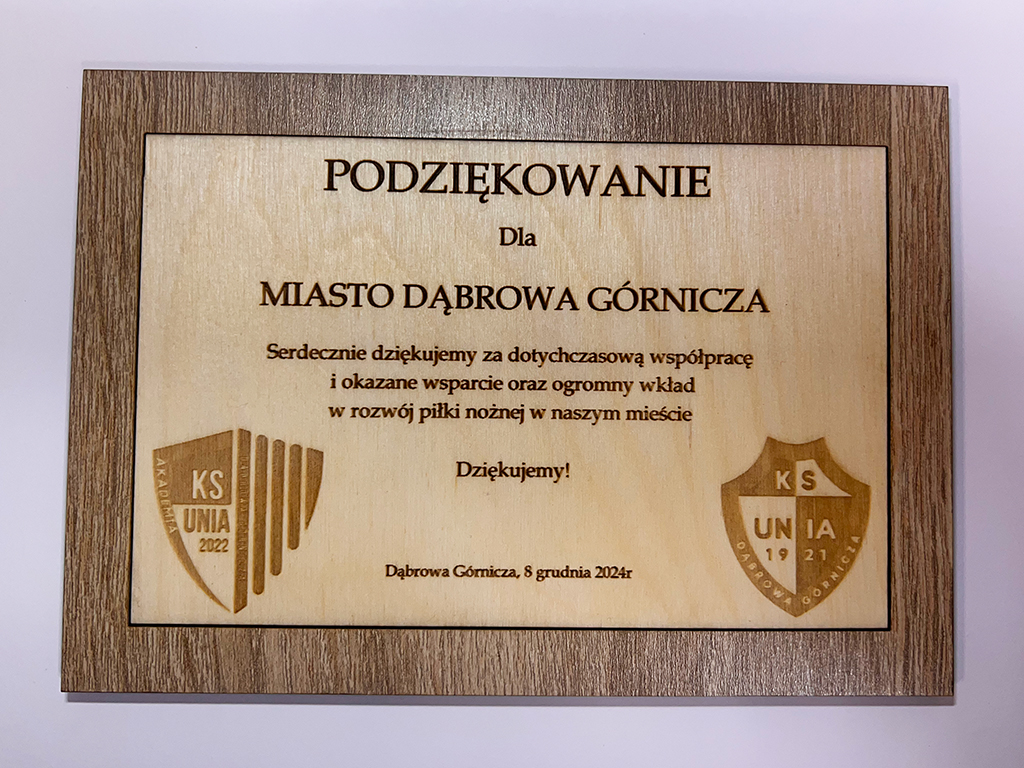 PODZIĘKOWANIE
Dla
MIASTO DĄBROWA GÓRNICZA
Serdecznie dziękujemy za dotychczasową współpracę
i okazane wsparcie oraz ogromny wkład
w rozwój piłki nożnej w naszym mieście
Dziękujemy!
AKADEMIA
KS
UNIA
2022
KS
UNIA
19 21
DĄBROWA GÓRNICZA
Dąbrowa Górnicza, 8 grudnia 2024r